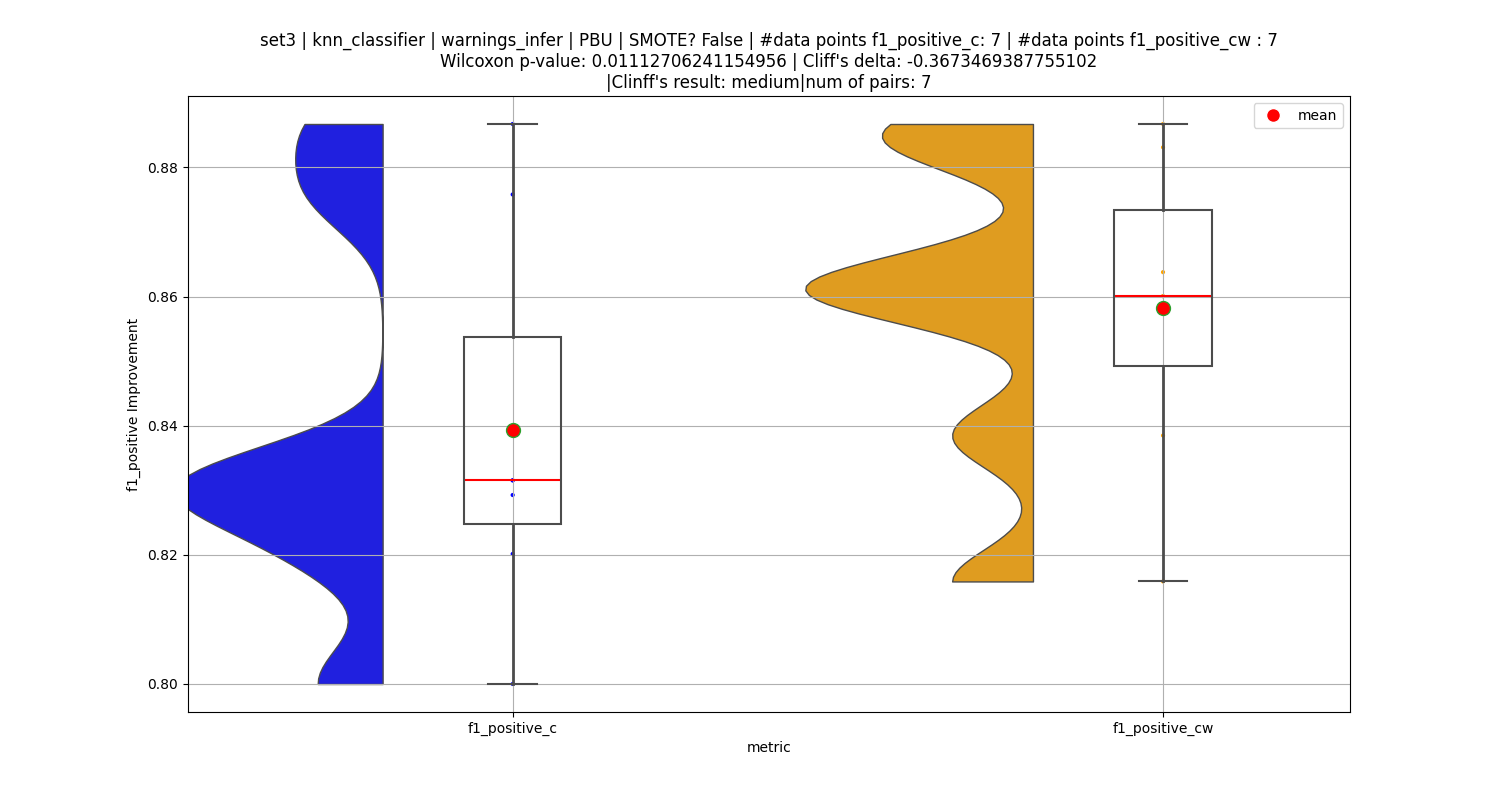 set3 | knn_classifier | warnings_infer | PBU | SMOTE? False | #data points f1_positive_c: 7 | #data points f1_positive_cw : 7
Wilcoxon p-value: 0.01112706241154956 | Cliff's delta: -0.3673469387755102
|Clinff's result: medium|num of pairs: 7
mean
0.88
0.86
0.84
0.82
0.80
f1_positive Improvement
f1_positive_c
f1_positive_cw
metric